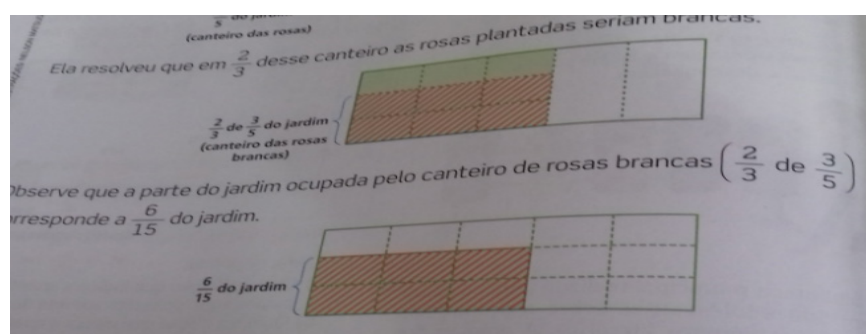 (canteiro das rosas)
Ela resolveu que em 2/3 desse canteiro as rosas plantadas seriam brancas.
2/3 de 3/5 do jardim
(canteiro das rosas
brancas)
Observe que a parte do jardim ocupada pelo canteiro de rosas brancas (2/3 de 3/5)
rresponde a 6/15 do jardim.
6/15 do jardim